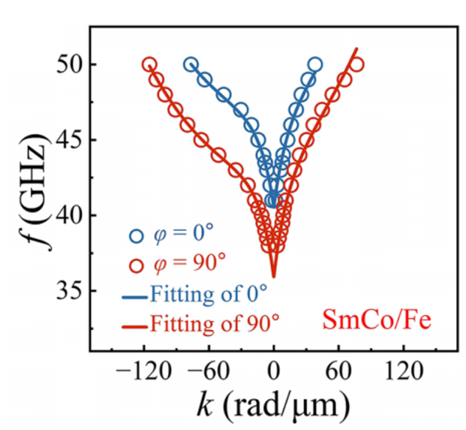 50
45
40
35
f (GHz)
φ = 0°
φ = 90°
Fitting of 0°
Fitting of 90°
SmCo/Fe
−120 −60 0 60 120
k (rad/μm)